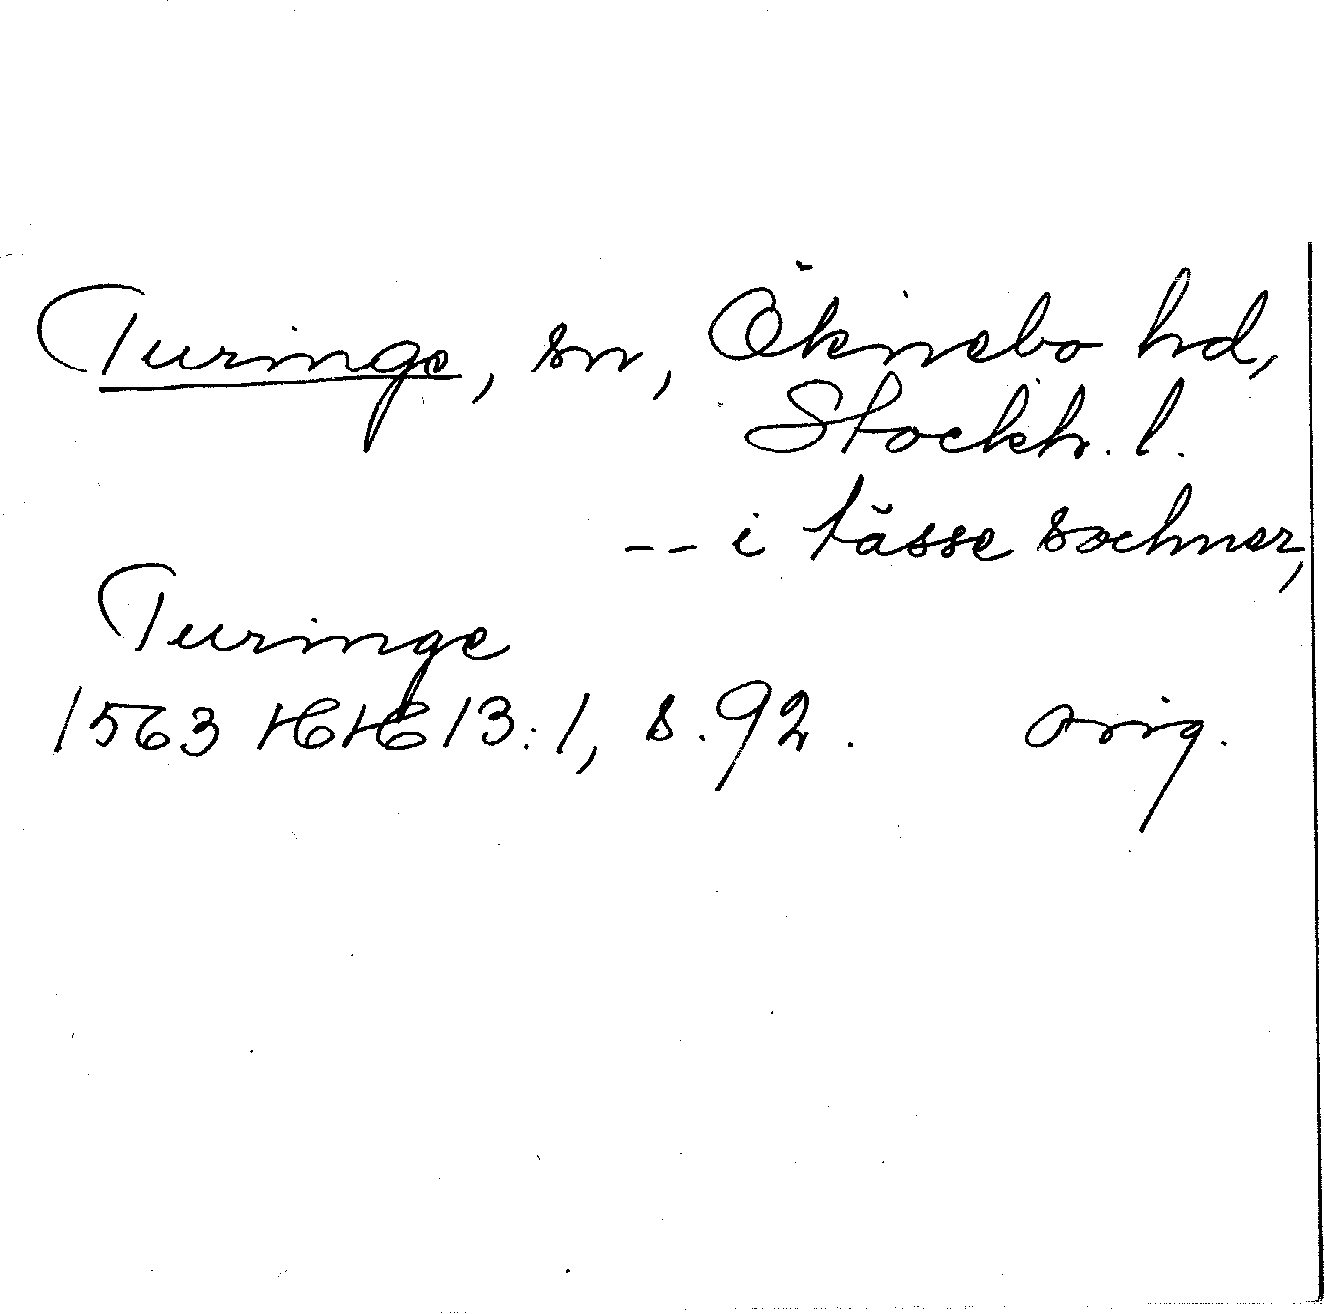 Turinge, sn, Öknebo hd,
Stockh. l.
-- i tässe sochner,
Turinge
1563 HH 13:1, s. 92. orig.